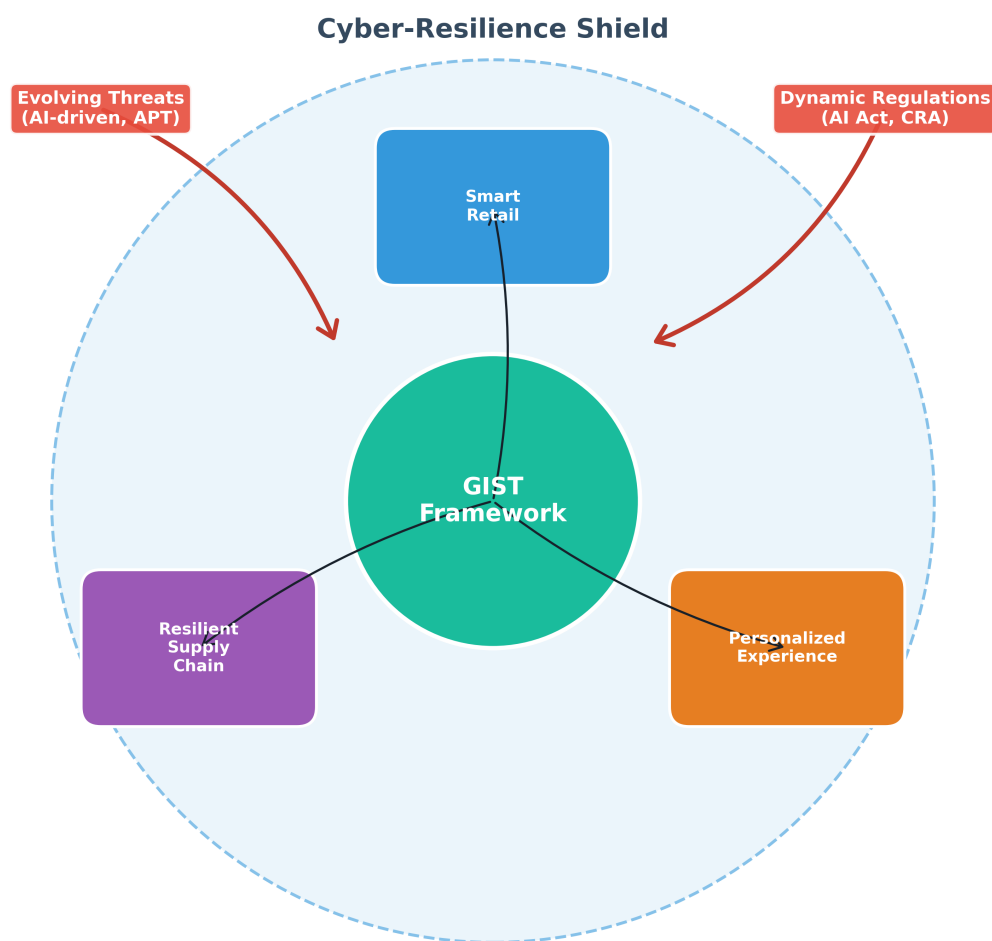 Cyber-Resilience Shield
Evolving Threats
(AI-driven, APT)
Dynamic Regulations
(AI Act, CRA)
Smart
Retail
GIST
Framework
Resilient
Supply
Chain
Personalized
Experience